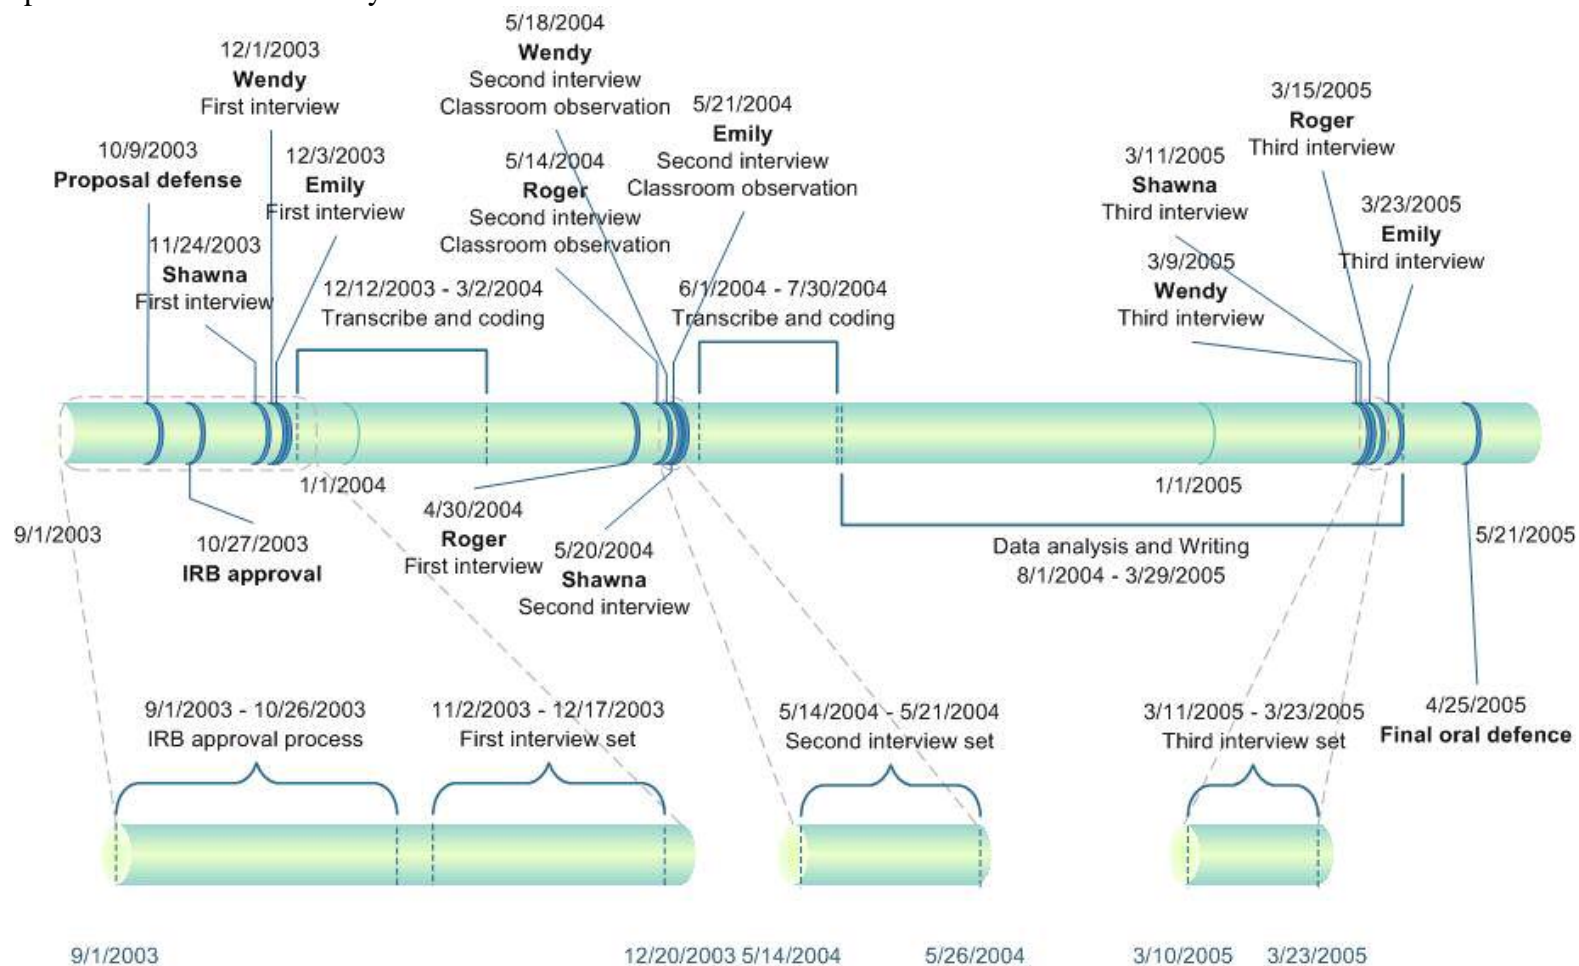 5/18/2004
Wendy
Second interview
Classroom observation
12/1/2003
Wendy
First interview
5/21/2004
Emily
Second interview
Classroom observation
3/15/2005
Roger
Third interview
10/9/2003
Proposal defense
12/3/2003
Emily
First interview
5/14/2004
Roger
Second interview
Classroom observation
3/11/2005
Shawna
Third interview
3/23/2005
Emily
Third interview
11/24/2003
Shawna
First interview
3/9/2005
Wendy
Third interview
12/12/2003 - 3/2/2004
Transcribe and coding
6/1/2004 - 7/30/2004
Transcribe and coding
1/1/2004
1/1/2005
9/1/2003
10/27/2003
IRB approval
4/30/2004
Roger
First interview
5/20/2004
Shawna
Second interview
Data analysis and Writing
8/1/2004 - 3/29/2005
5/21/2005
9/1/2003 - 10/26/2003
IRB approval process
11/2/2003 - 12/17/2003
First interview set
5/14/2004 - 5/21/2004
Second interview set
3/11/2005 - 3/23/2005
Third interview set
4/25/2005
Final oral defence
9/1/2003
12/20/2003
5/14/2004
5/26/2004
3/10/2005
3/23/2005